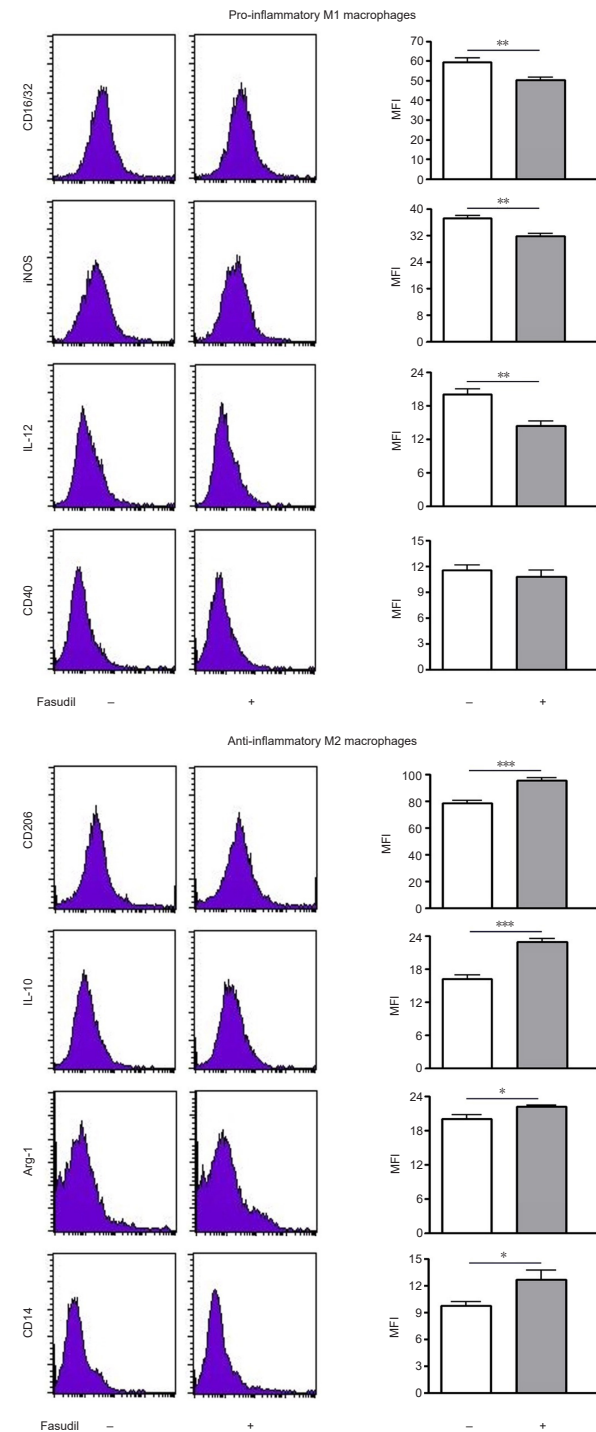 Pro-inflammatory M1 macrophages
CD16/32
MFI
70
60
50
40
30
20
10
0
**
iNOS
MFI
40
32
24
16
8
0
**
IL-12
MFI
24
18
12
6
0
**
CD40
MFI
15
12
9
6
3
0
Fasudil – + – +
Anti-inflammatory M2 macrophages
CD206
MFI
100
80
60
40
20
0
***
IL-10
MFI
24
18
12
6
0
***
Arg-1
MFI
24
18
12
6
0
*
CD14
MFI
15
12
9
6
3
0
*
Fasudil – + – +